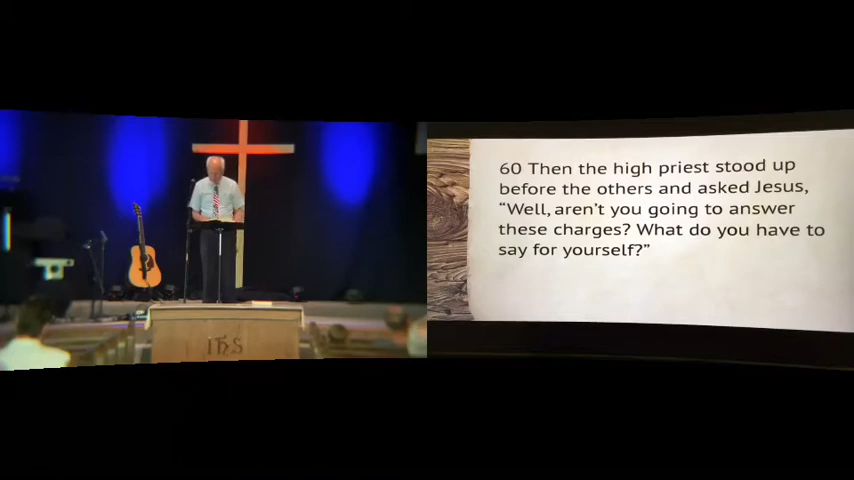 IHS
60 Then the high priest stood up
before the others and asked Jesus,
“Well, aren’t you going to answer
these charges? What do you have to
say for yourself?”